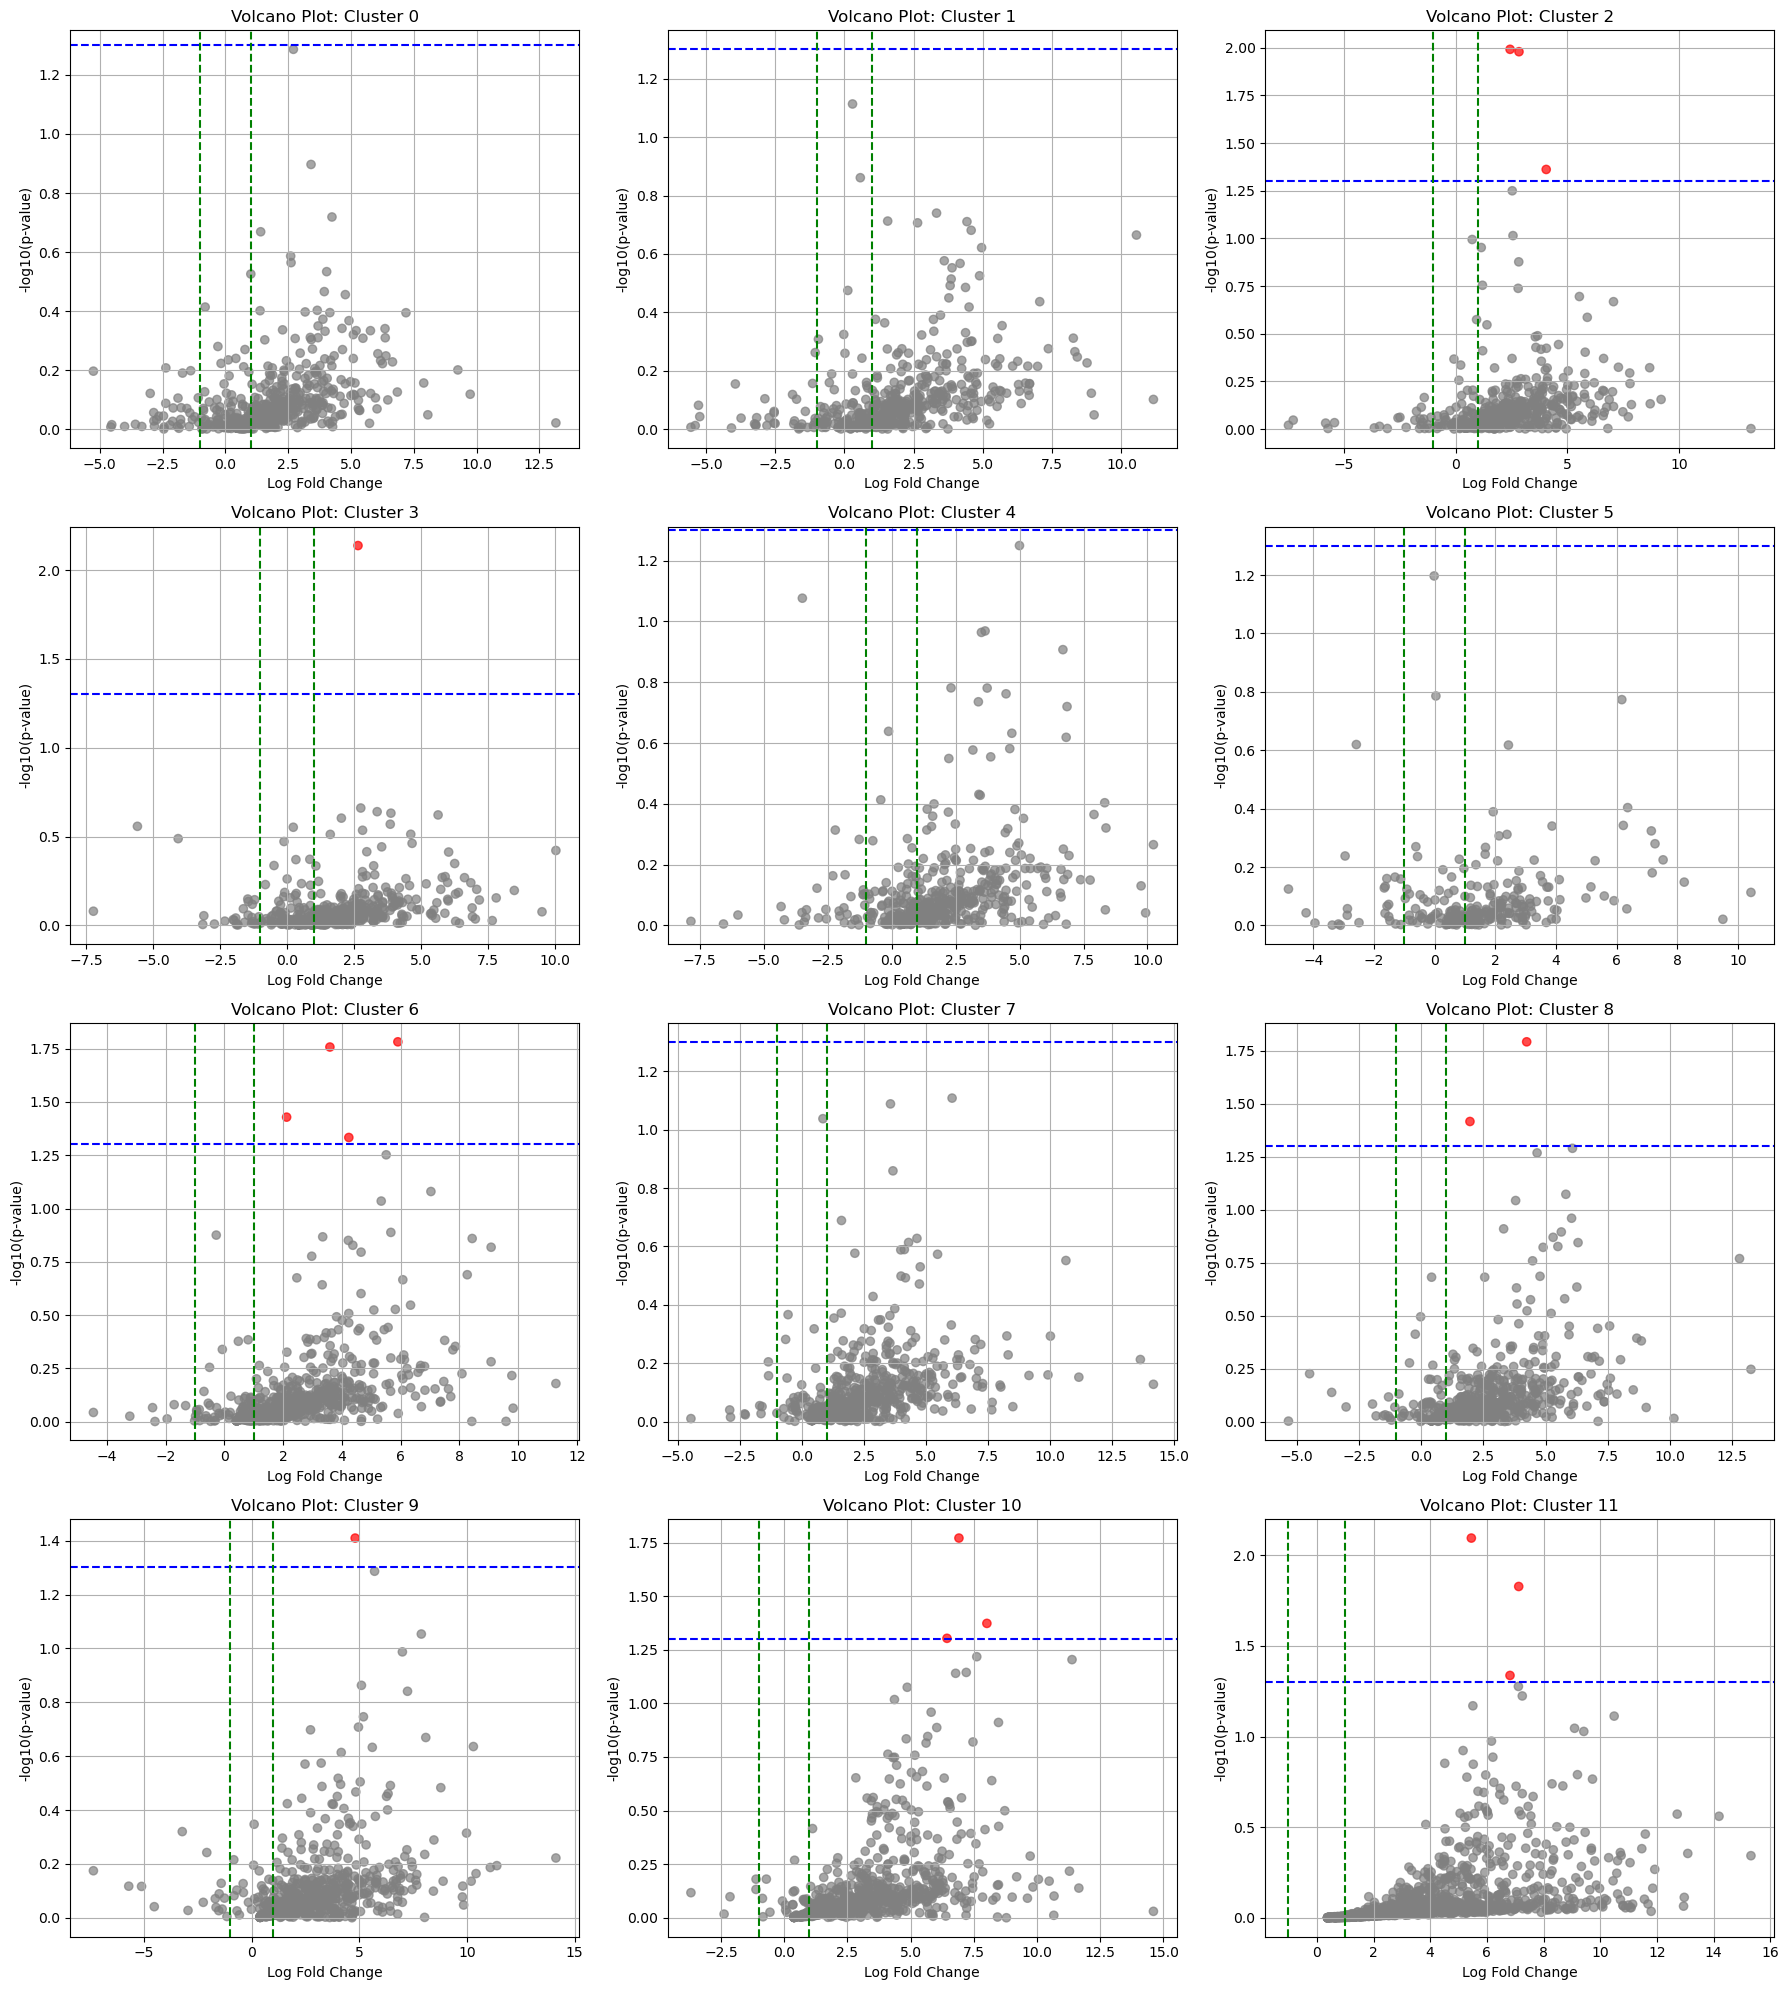 Volcano Plot: Cluster 0
-log10(p-value)
1.2
1.0
0.8
0.6
0.4
0.2
0.0
−5.0 −2.5 0.0 2.5 5.0 7.5 10.0 12.5
Log Fold Change
Volcano Plot: Cluster 1
-log10(p-value)
1.2
1.0
0.8
0.6
0.4
0.2
0.0
−5.0 −2.5 0.0 2.5 5.0 7.5 10.0
Log Fold Change
Volcano Plot: Cluster 2
-log10(p-value)
2.00
1.75
1.50
1.25
1.00
0.75
0.50
0.25
0.00
−5 0 5 10
Log Fold Change
Volcano Plot: Cluster 3
-log10(p-value)
2.0
1.5
1.0
0.5
0.0
−7.5 −5.0 −2.5 0.0 2.5 5.0 7.5 10.0
Log Fold Change
Volcano Plot: Cluster 4
-log10(p-value)
1.2
1.0
0.8
0.6
0.4
0.2
0.0
−7.5 −5.0 −2.5 0.0 2.5 5.0 7.5 10.0
Log Fold Change
Volcano Plot: Cluster 5
-log10(p-value)
1.2
1.0
0.8
0.6
0.4
0.2
0.0
−4 −2 0 2 4 6 8 10
Log Fold Change
Volcano Plot: Cluster 6
-log10(p-value)
1.75
1.50
1.25
1.00
0.75
0.50
0.25
0.00
−4 −2 0 2 4 6 8 10 12
Log Fold Change
Volcano Plot: Cluster 7
-log10(p-value)
1.2
1.0
0.8
0.6
0.4
0.2
0.0
−5.0 −2.5 0.0 2.5 5.0 7.5 10.0 12.5 15.0
Log Fold Change
Volcano Plot: Cluster 8
-log10(p-value)
1.75
1.50
1.25
1.00
0.75
0.50
0.25
0.00
−5.0 −2.5 0.0 2.5 5.0 7.5 10.0 12.5
Log Fold Change
Volcano Plot: Cluster 9
-log10(p-value)
1.4
1.2
1.0
0.8
0.6
0.4
0.2
0.0
−5 0 5 10 15
Log Fold Change
Volcano Plot: Cluster 10
-log10(p-value)
1.75
1.50
1.25
1.00
0.75
0.50
0.25
0.00
−2.5 0.0 2.5 5.0 7.5 10.0 12.5 15.0
Log Fold Change
Volcano Plot: Cluster 11
-log10(p-value)
2.0
1.5
1.0
0.5
0.0
0 2 4 6 8 10 12 14 16
Log Fold Change